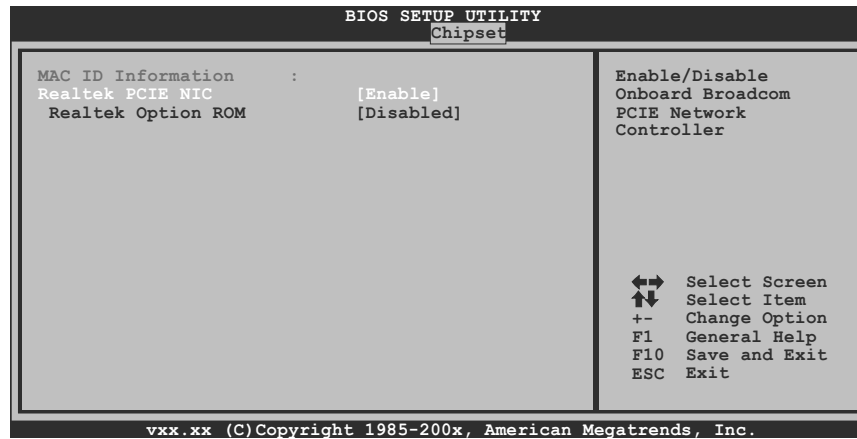 BIOS SETUP UTILITY
Chipset
MAC ID Information :
Realtek PCIE NIC [Enable]
Realtek Option ROM [Disabled]
Enable/Disable
Onboard Broadcom
PCIE Network
Controller
Select Screen
Select Item
+- Change Option
F1 General Help
F10 Save and Exit
ESC Exit
vxx.xx (C)Copyright 1985-200x, American Megatrends, Inc.